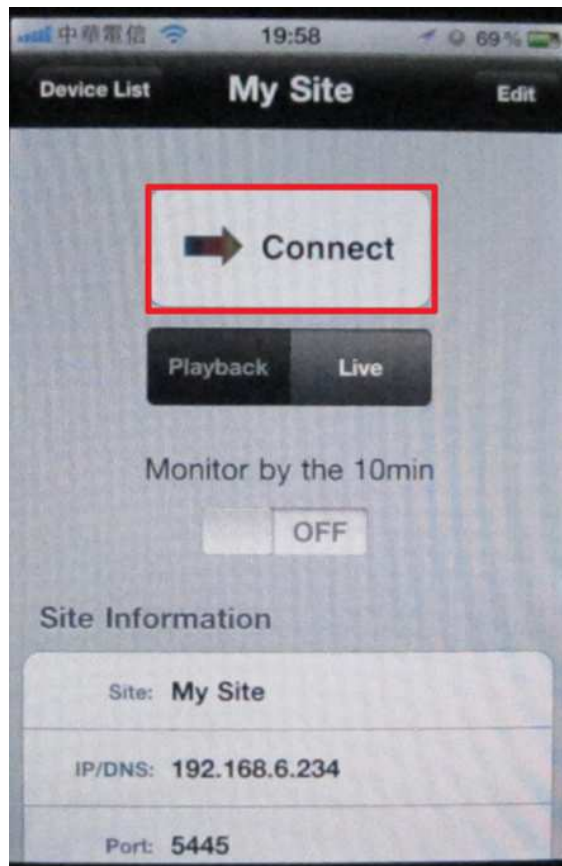 中華電信 19:58 69%
Device List My Site Edit
Connect
Playback Live
Monitor by the 10min
OFF
Site Information
Site: My Site
IP/DNS: 192.168.6.234
Port: 5445